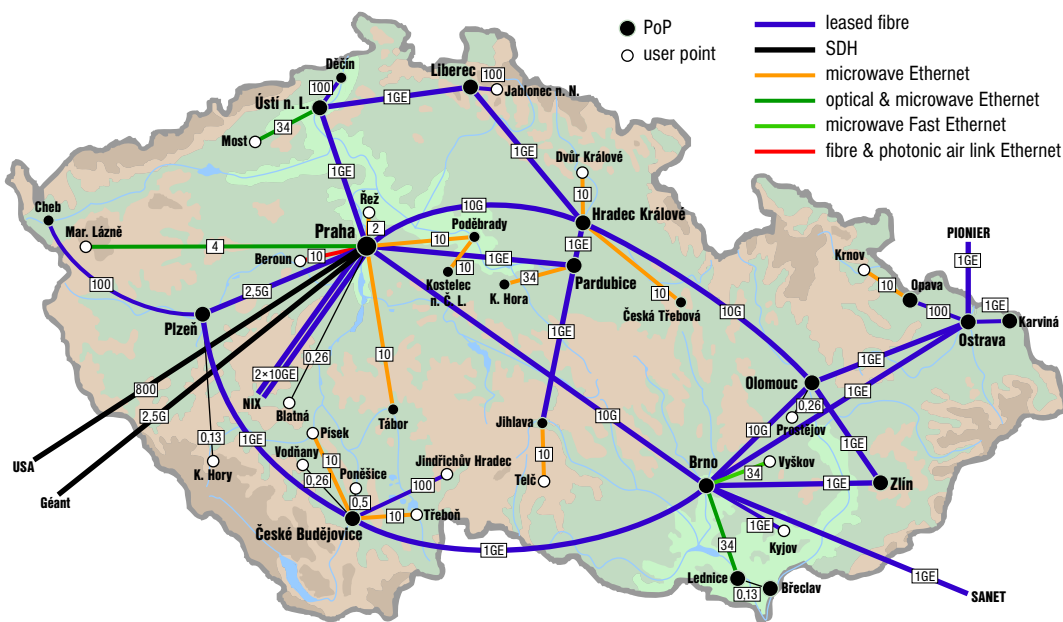 PoP
user point
leased fibre
SDH
microwave Ethernet
optical & microwave Ethernet
microwave Fast Ethernet
fibre & photonic air link Ethernet
Děčín
100
Ústí n. L.
1GE
Liberec
100
Jablonec n. N.
34
Most
1GE
1GE
Dvůr Králové
10
Řež
2
Cheb
Mar. Lázně
4
Praha
10G
Poděbrady
10
Hradec Králové
1GE
PIONIER
1GE
Beroun
10
10
1GE
Kostelec
n. Č. L.
34
K. Hora
Pardubice
10
Česká Třebová
Krnov
10
Opava
100
1GE
Karviná
Ostrava
100
2,5G
Plzeň
10G
1GE
0,26
10
2×10GE
NIX
Blatná
Tábor
800
2,5G
USA
Géant
0,13
K. Hory
1GE
Písek
Vodňany
10
0,26
Poněšice
0,5
Jindřichův Hradec
100
10
Třeboň
České Budějovice
Jihlava
10
Telč
10G
Olomouc
1GE
1GE
0,26
Prostějov
10G
1GE
Brno
34
Vyškov
1GE
Zlín
1GE
Kyjov
1GE
34
Lednice
0,13
Břeclav
1GE
SANET